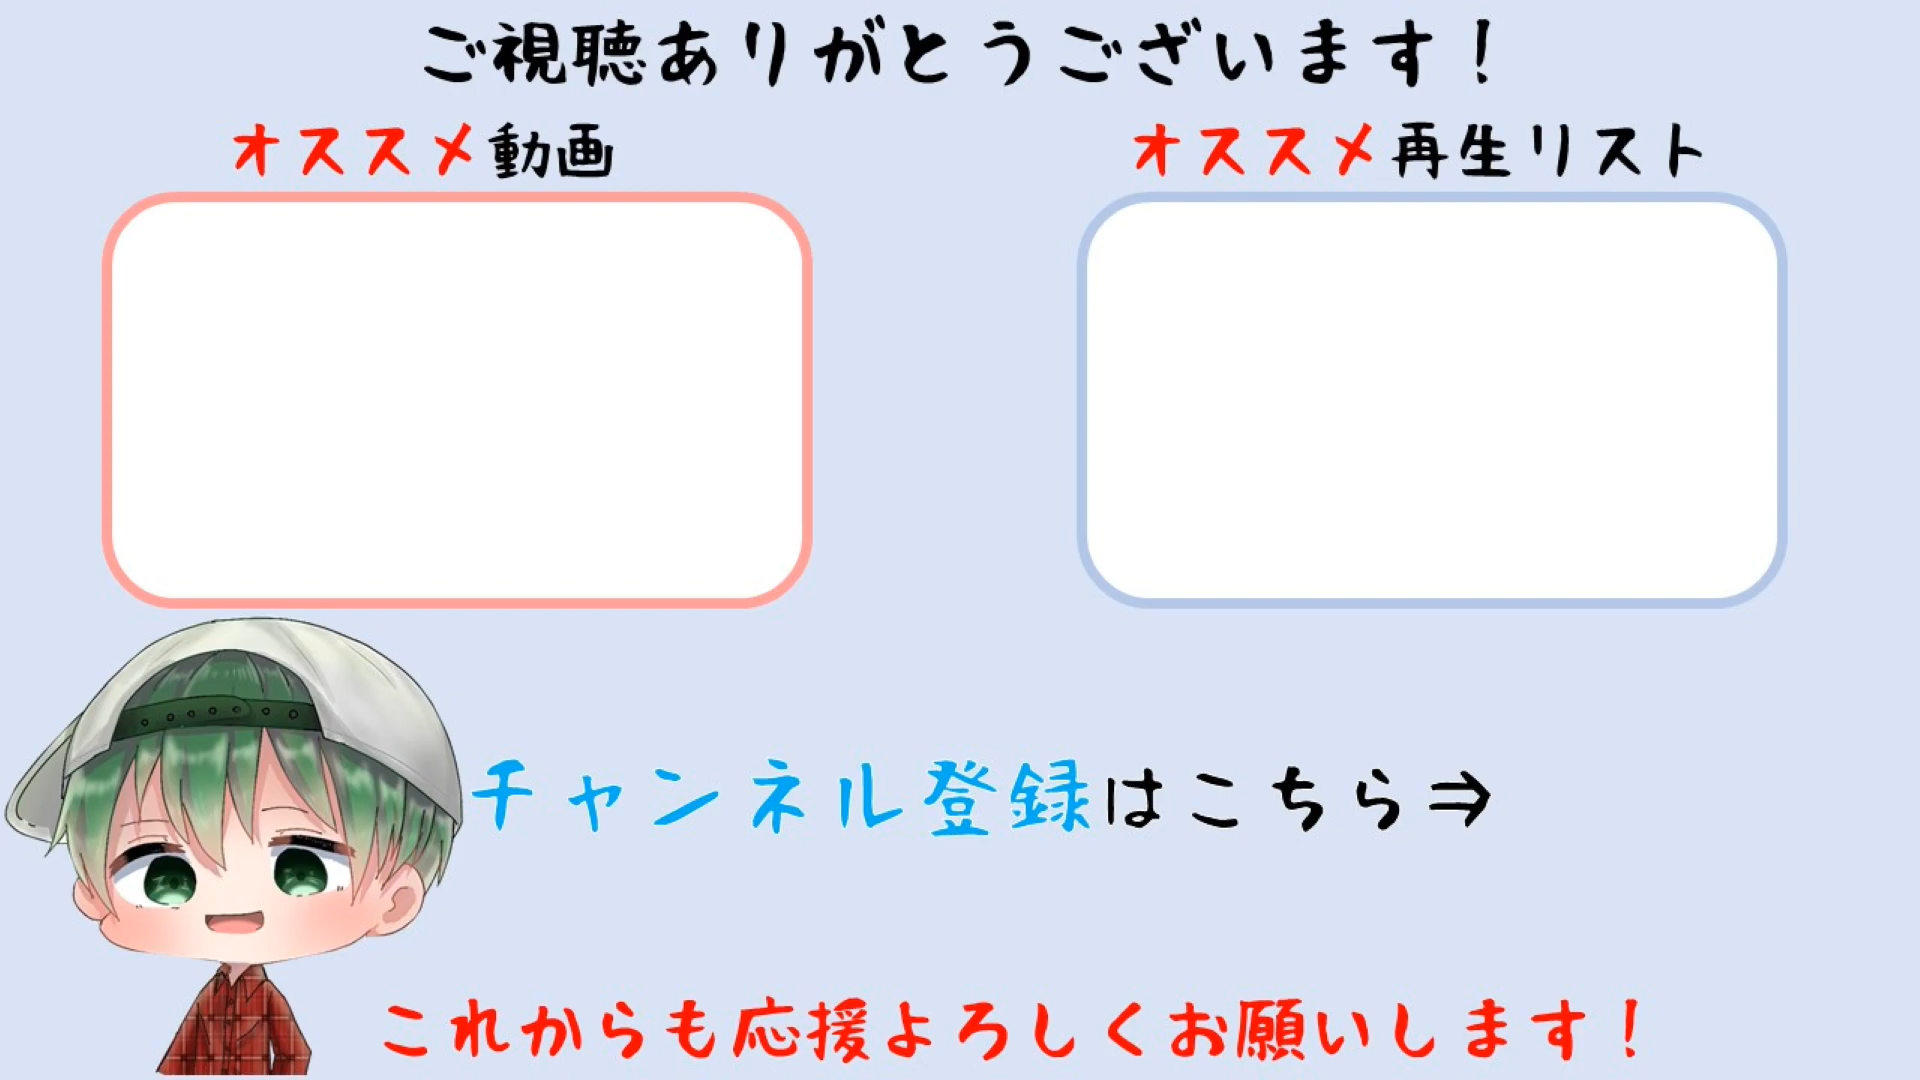 ご視聴ありがとうございます！
オススメ動画
オススメ再生リスト
チャンネル登録はこちら⇒
これからも応援よろしくお願いします！